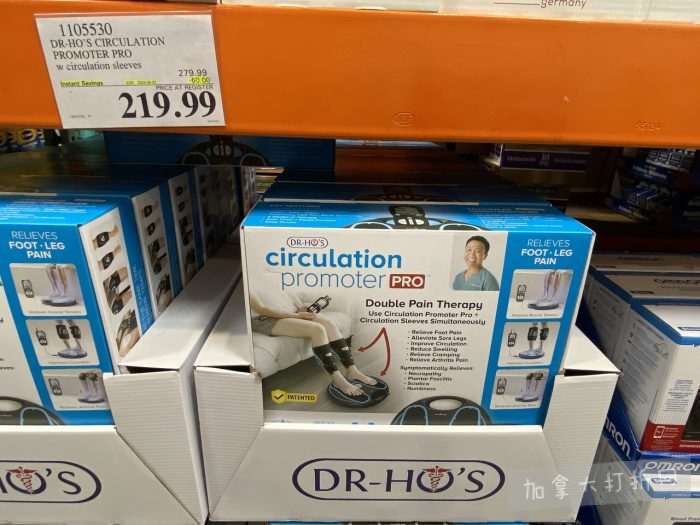 germany
1105530
DR-HO'S CIRCULATION
PROMOTER PRO
w circulation sleeves
279.99
Instant Savings
-60.00
PRICE AT REGISTER
219.99
RELIEVES
FOOT · LEG
PAIN
DR-HO'S
circulation
promoter PRO
Double Pain Therapy
Use Circulation Promoter Pro +
Circulation Sleeves Simultaneously
• Relieve Foot Pain
• Alleviate Sore Legs
• Improve Circulation
• Reduce Swelling
• Relieve Cramping
• Relieve Arthritis Pain
Symptomatically Relieves:
• Neuropathy
• Plantar Fasciitis
• Sciatica
• Numbness
PATENTED
RELIEVES
FOOT · LEG
PAIN
DR-HO'S
DR-HO'S
OMRON
OMRON
加拿大打折